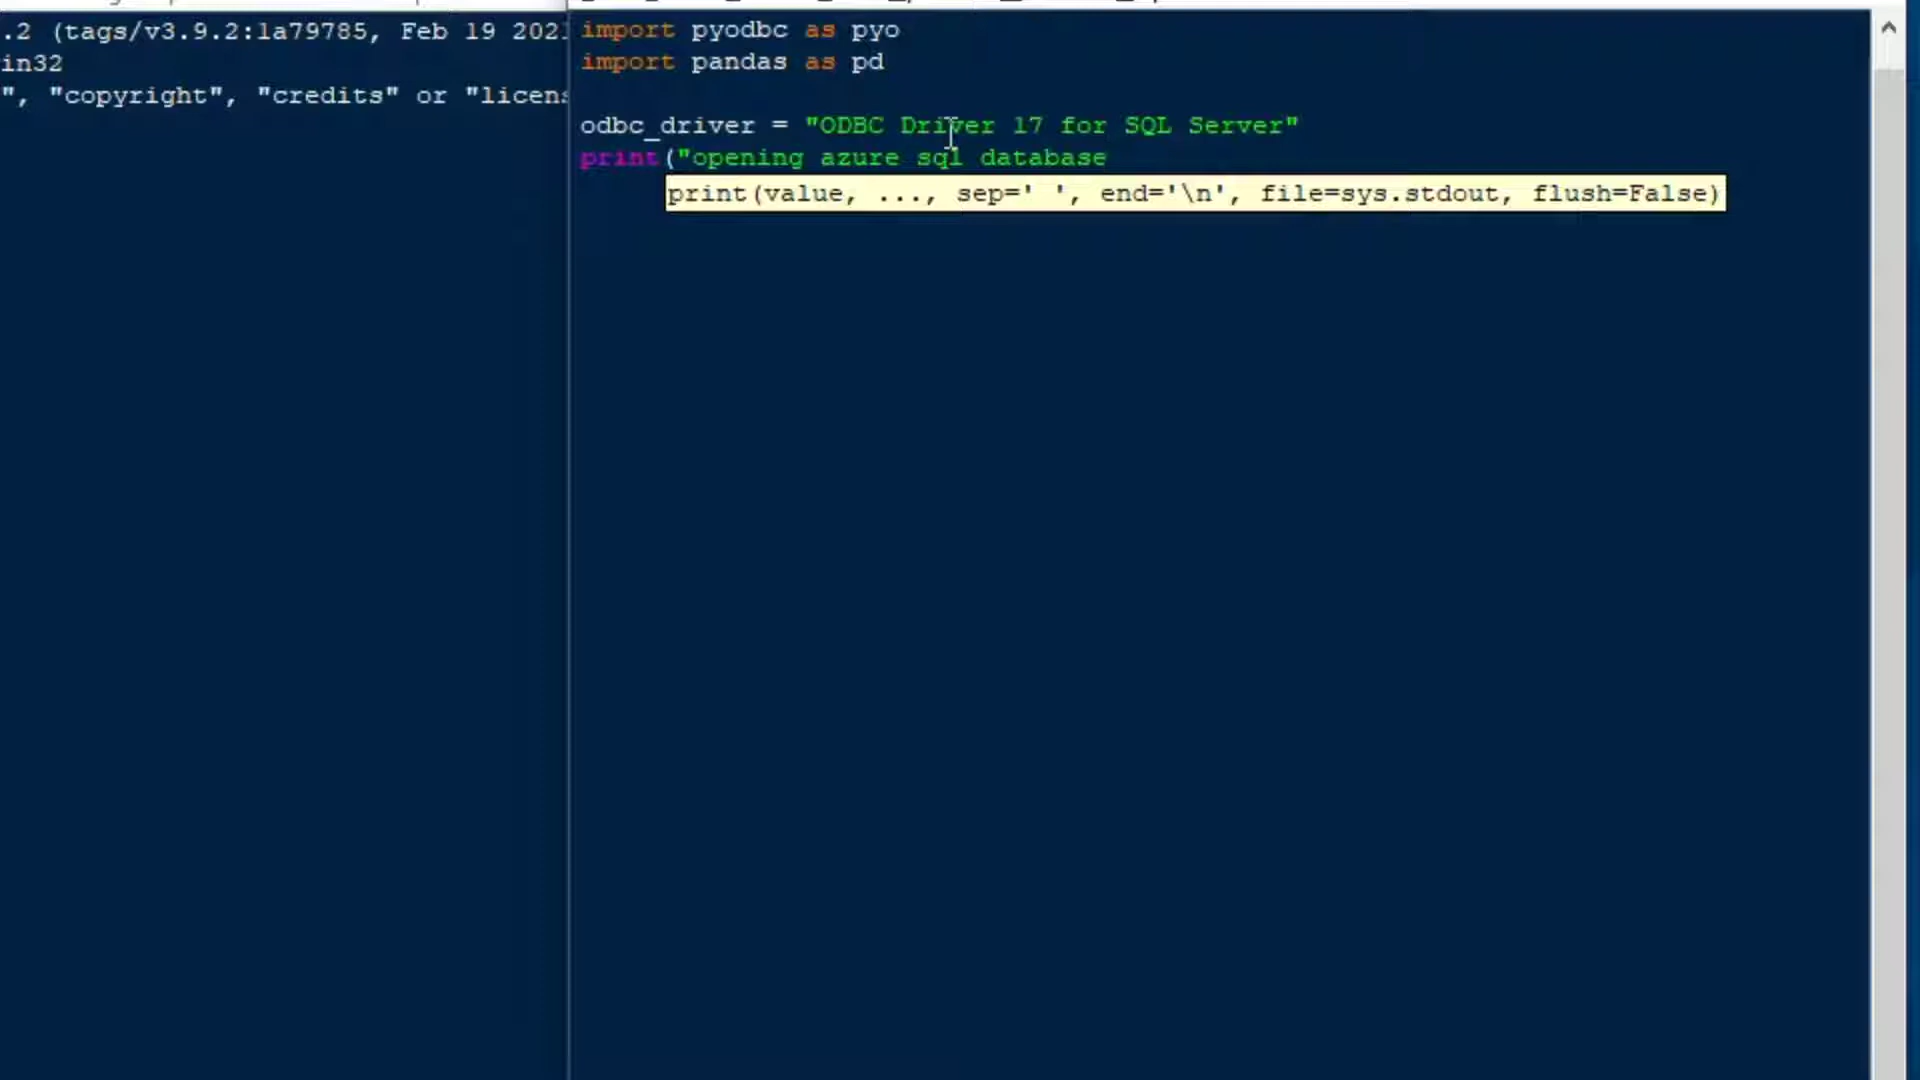 .2 (tags/v3.9.2:1a79785, Feb 19 202
in32
", "copyright", "credits" or "licens
import pyodbc as pyo
import pandas as pd
odbc_driver = "ODBC Driver 17 for SQL Server"
print("opening azure sql database
print(value, ..., sep=' ', end='\n', file=sys.stdout, flush=False)